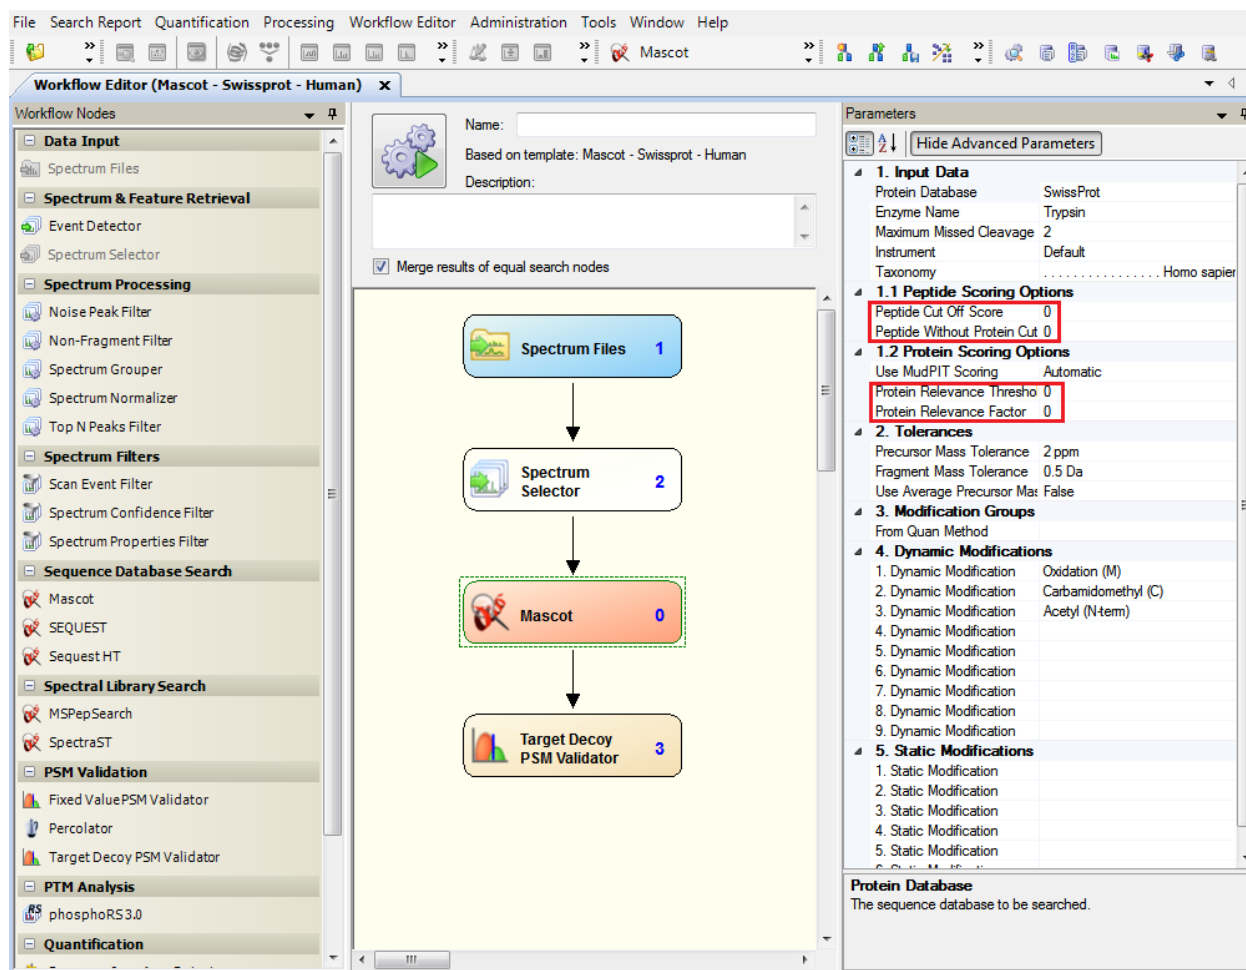 File Search Report Quantification Processing Workflow Editor Administration Tools Window Help
Mascot
Workflow Editor (Mascot - Swissprot - Human) x
Workflow Nodes
Data Input
Spectrum Files
Spectrum & Feature Retrieval
Event Detector
Spectrum Selector
Spectrum Processing
Noise Peak Filter
Non-Fragment Filter
Spectrum Grouper
Spectrum Normalizer
Top N Peaks Filter
Spectrum Filters
Scan Event Filter
Spectrum Confidence Filter
Spectrum Properties Filter
Sequence Database Search
Mascot
SEQUEST
Sequest HT
Spectral Library Search
MSPepSearch
SpectraST
PSM Validation
Fixed Value PSM Validator
Percolator
Target Decoy PSM Validator
PTM Analysis
phosphoRS 3.0
Quantification
Name:
Based on template: Mascot - Swissprot - Human
Description:
Merge results of equal search nodes
Spectrum Files 1
Spectrum
Selector 2
Mascot 0
Target Decoy
PSM Validator 3
Parameters
Hide Advanced Parameters
1. Input Data
Protein Database SwissProt
Enzyme Name Trypsin
Maximum Missed Cleavage 2
Instrument Default
Taxonomy . . . . . . . . . . . . . . . . Homo sapier
1.1 Peptide Scoring Options
Peptide Cut Off Score 0
Peptide Without Protein Cut 0
1.2 Protein Scoring Options
Use MudPIT Scoring Automatic
Protein Relevance Thresho 0
Protein Relevance Factor 0
2. Tolerances
Precursor Mass Tolerance 2 ppm
Fragment Mass Tolerance 0.5 Da
Use Average Precursor Mas False
3. Modification Groups
From Quan Method
4. Dynamic Modifications
1. Dynamic Modification Oxidation (M)
2. Dynamic Modification Carbamidomethyl (C)
3. Dynamic Modification Acetyl (N-term)
4. Dynamic Modification
5. Dynamic Modification
6. Dynamic Modification
7. Dynamic Modification
8. Dynamic Modification
9. Dynamic Modification
5. Static Modifications
1. Static Modification
2. Static Modification
3. Static Modification
4. Static Modification
5. Static Modification
Protein Database
The sequence database to be searched.